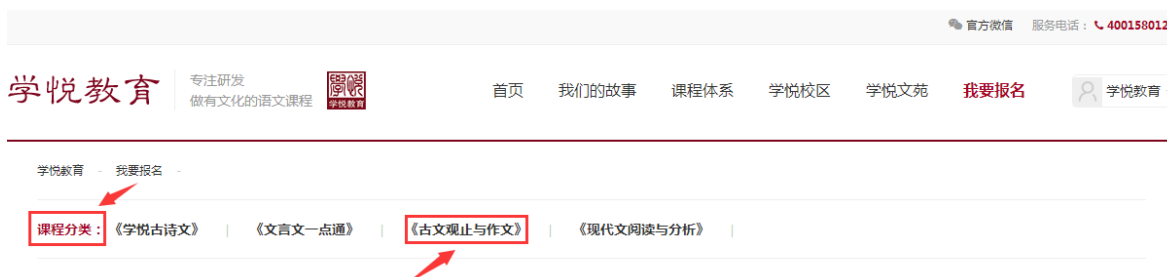 官方微信 服务电话： 400158012
学悦教育
专注研发
做有文化的语文课程
學悦
学悦教育
首页 我们的故事 课程体系 学悦校区 学悦文苑 我要报名
学悦教育
学悦教育 - 我要报名 -
课程分类： 《学悦古诗文》 | 《文言文一点通》 | 《古文观止与作文》 | 《现代文阅读与分析》 |